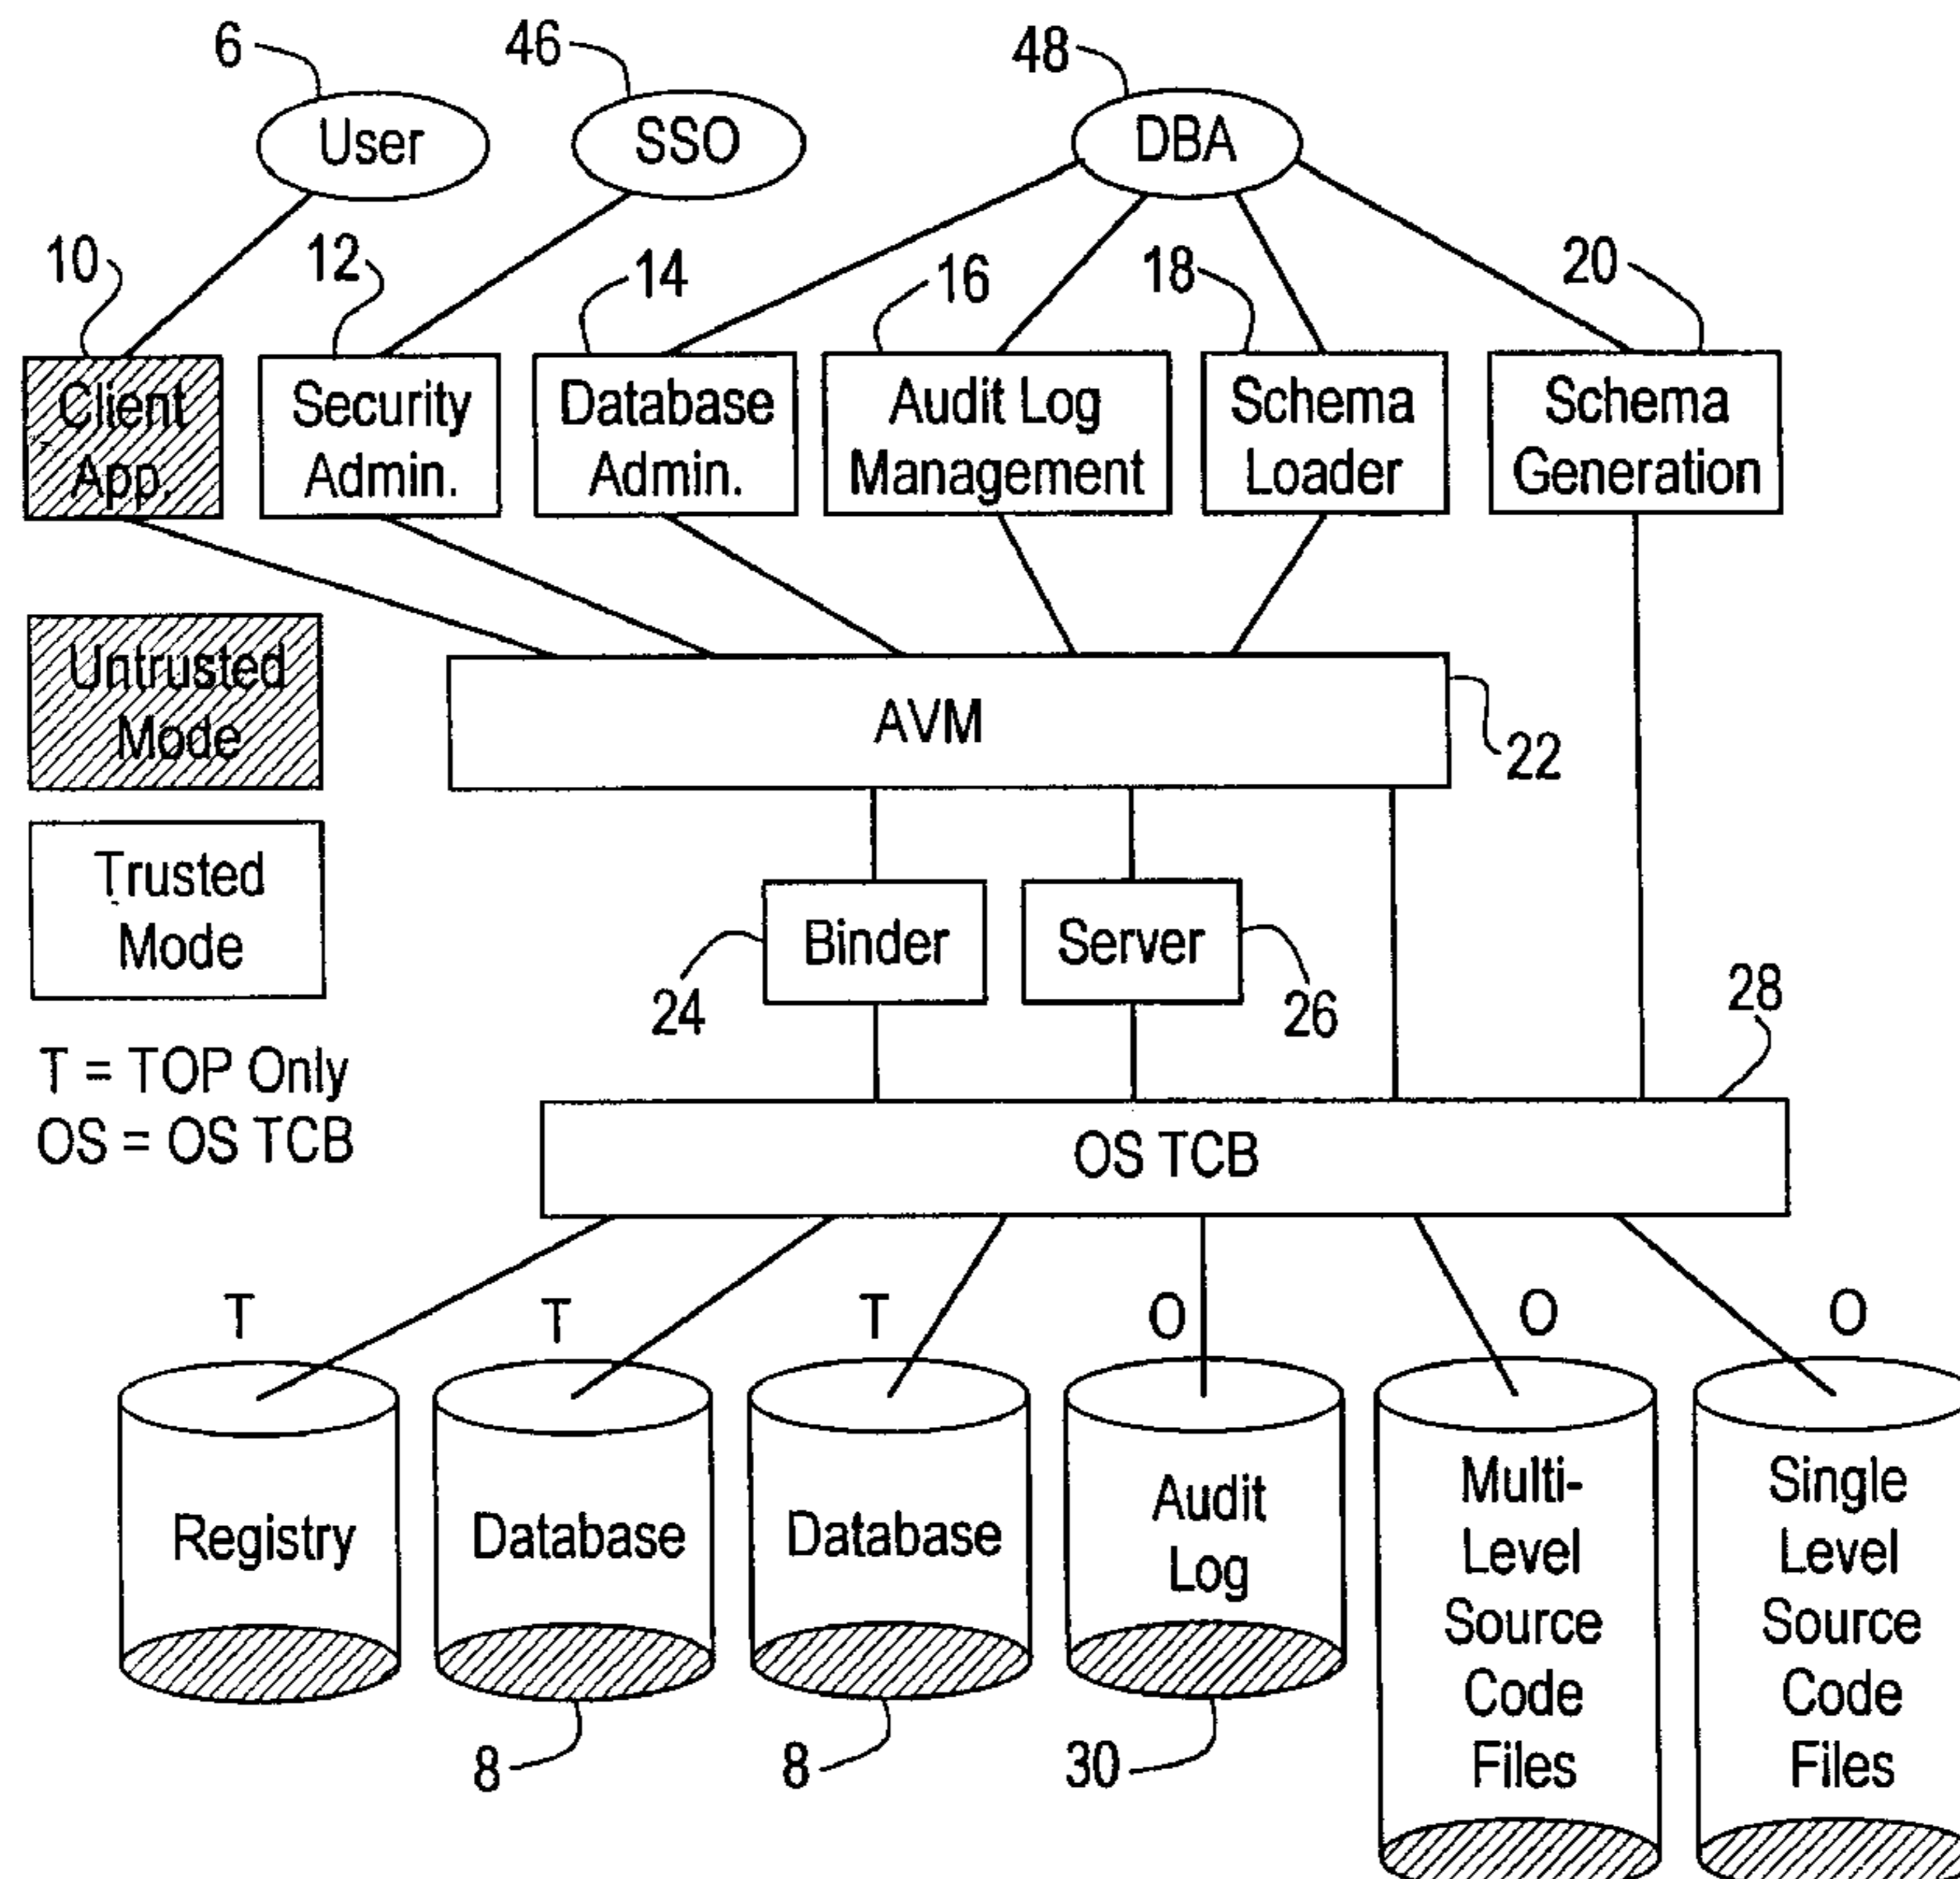 6
46
48
User
SSO
DBA
10
12
14
16
18
20
Client
App.
Security
Admin.
Database
Admin.
Audit Log
Management
Schema
Loader
Schema
Generation
Untrusted
Mode
AVM
22
Trusted
Mode
Binder
Server
24
26
28
T = TOP Only
OS = OS TCB
OS TCB
T
T
T
O
O
O
Registry
Database
Database
Audit
Log
Multi-
Level
Source
Code
Files
Single
Level
Source
Code
Files
8
8
30